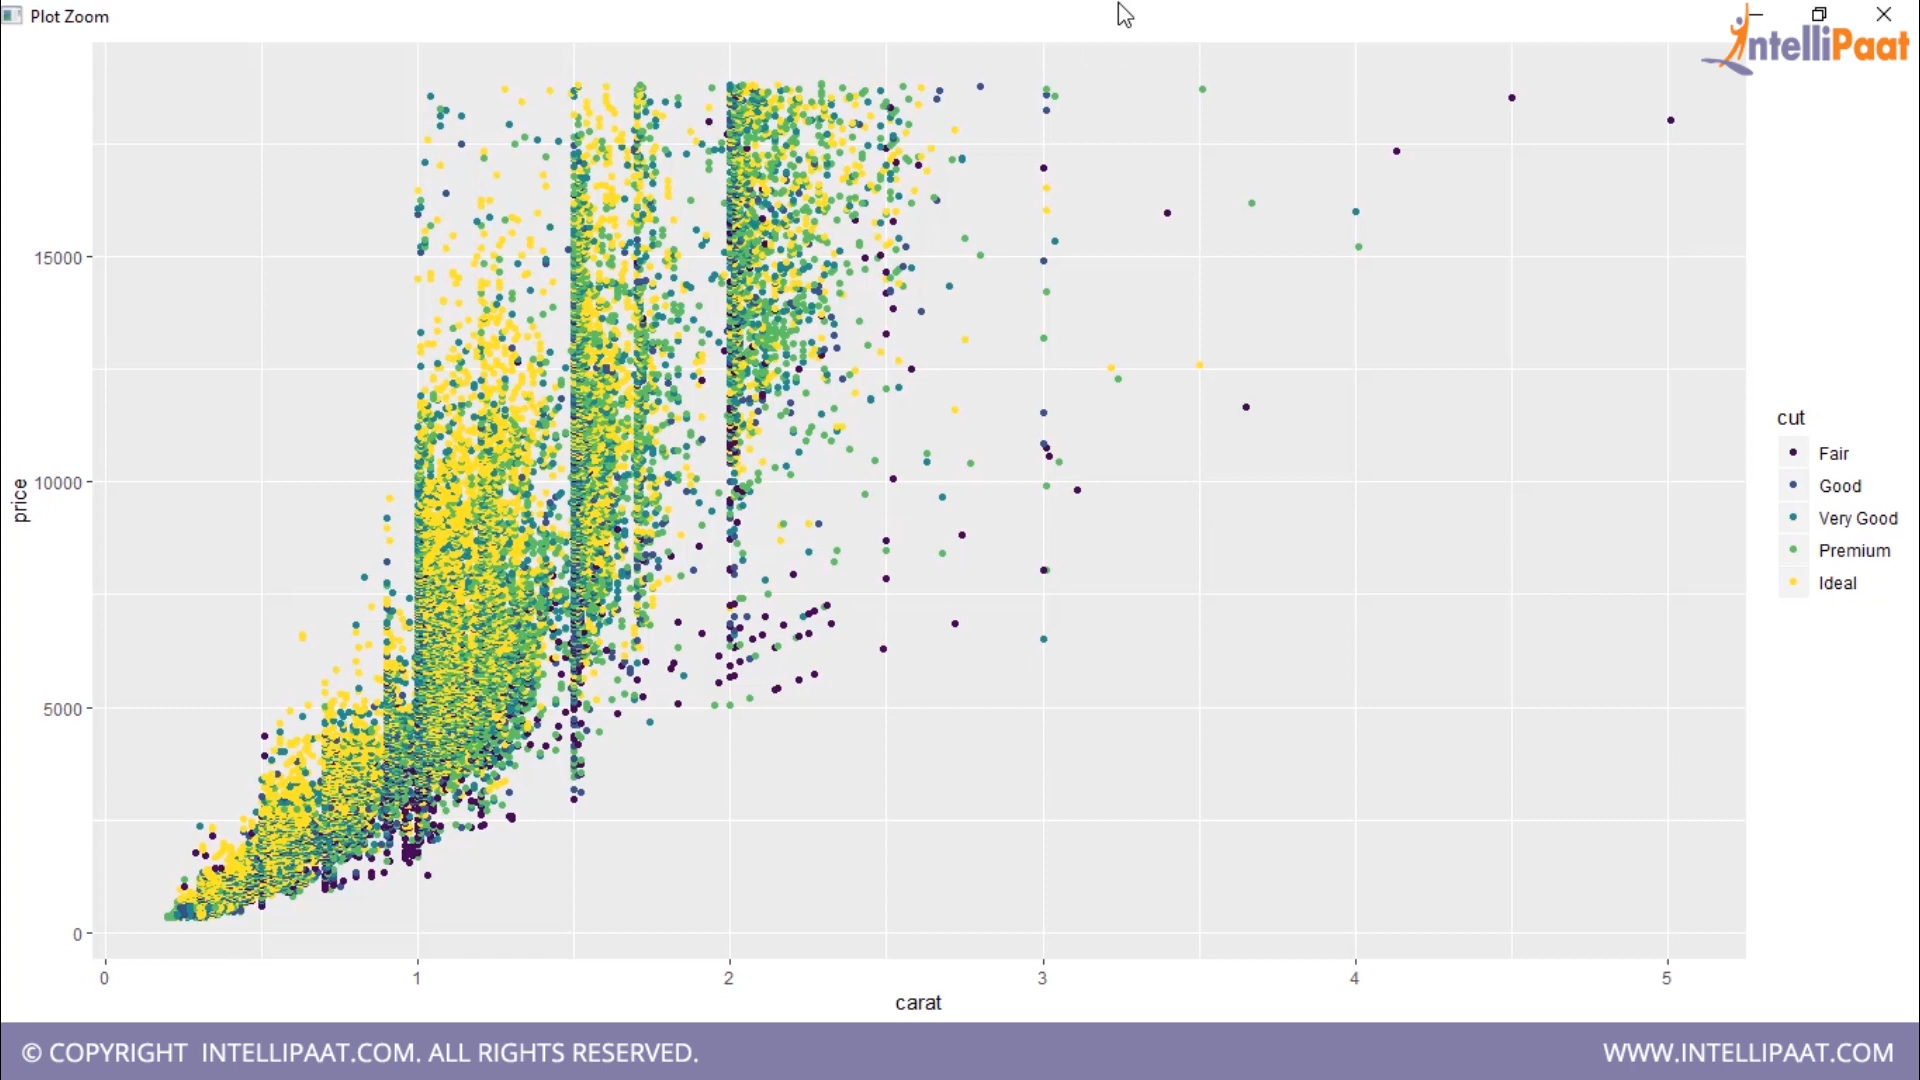 Plot Zoom
IntelliPaat
15000
10000
5000
0
price
0 1 2 3 4 5
carat
cut
Fair
Good
Very Good
Premium
Ideal
© COPYRIGHT INTELLIPAAT.COM. ALL RIGHTS RESERVED.
WWW.INTELLIPAAT.COM